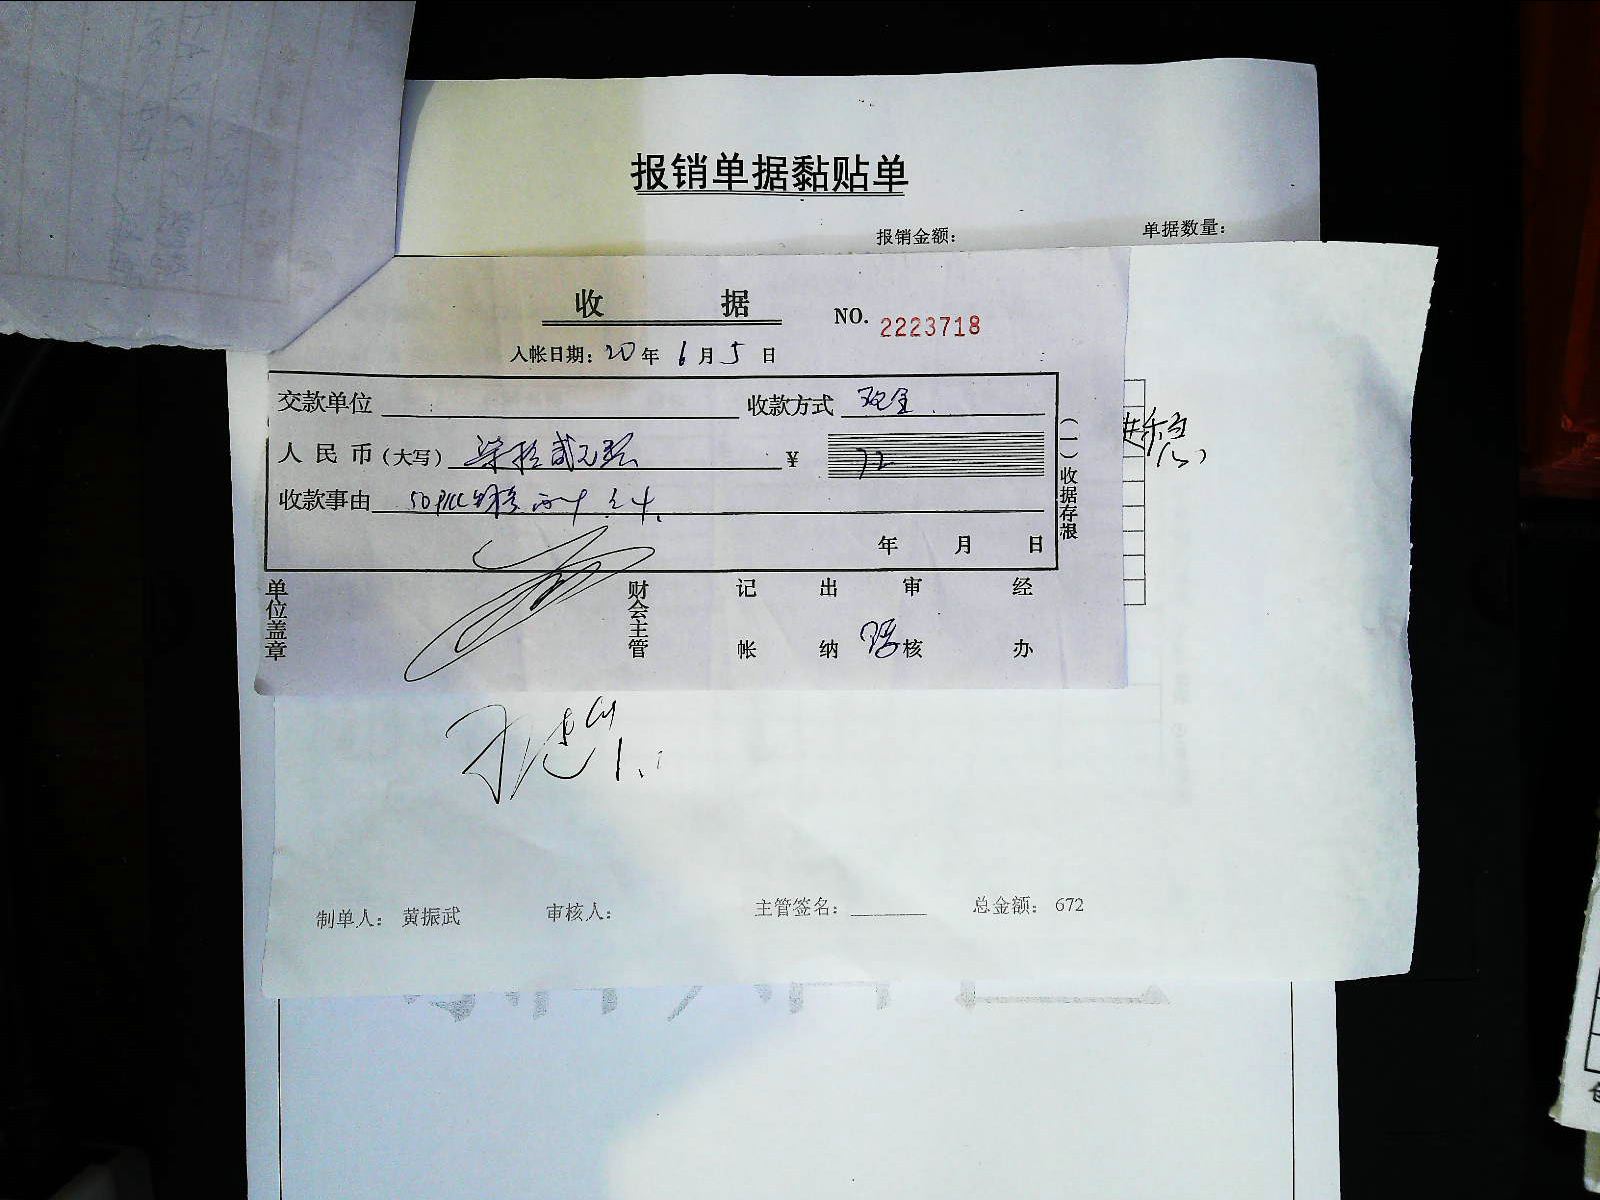 报销单据黏贴单
报销金额： 单据数量：
收 据 NO. 2223718
入帐日期：20年6月5日
交款单位 收款方式 现金
人民币（大写）柒拾贰元整 ¥ 72
收款事由 50PVC
年 月 日
（一）收据存根
单位盖章 财会主管 记帐 出纳 审核 经办
制单人： 黄振武 审核人： 主管签名： 总金额： 672